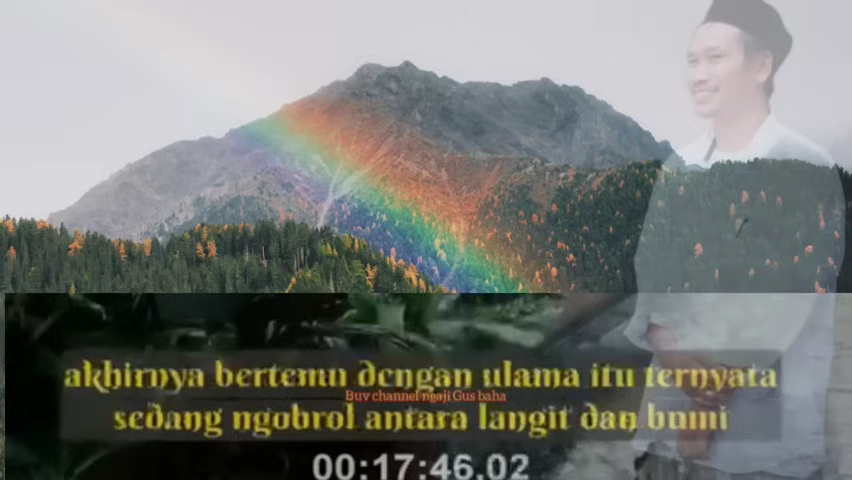 akhirnya bertemu dengan ulama itu ternyata
Buv channel ngaji Gus baha
sedang ngobrol antara langit dan bumi
00:17:46.02